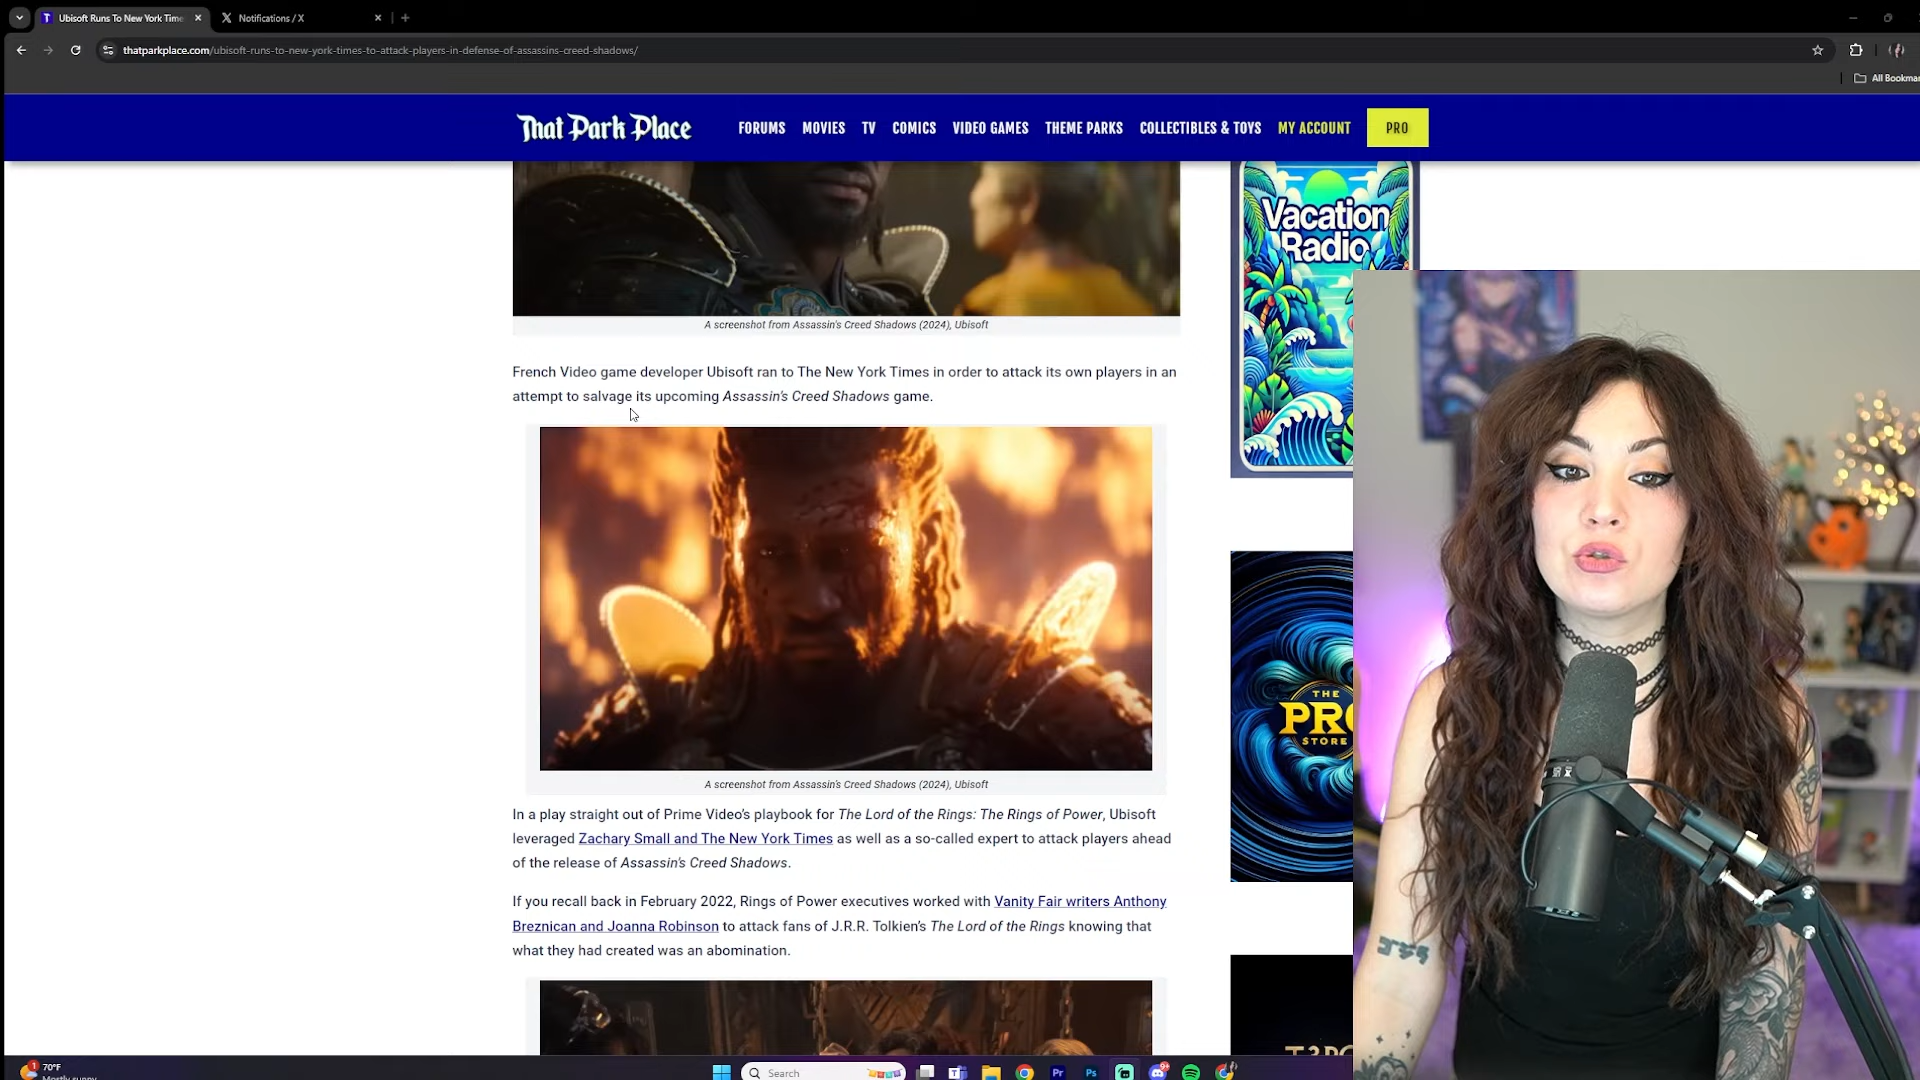 Ubisoft Runs To New York Time
Notifications / X
thatparkplace.com/ubisoft-runs-to-new-york-times-to-attack-players-in-defense-of-assassins-creed-shadows/
All Bookmar
That Park Place
FORUMS MOVIES TV COMICS VIDEO GAMES THEME PARKS COLLECTIBLES & TOYS MY ACCOUNT PRO
Vacation
Radio
A screenshot from Assassin's Creed Shadows (2024), Ubisoft
French Video game developer Ubisoft ran to The New York Times in order to attack its own players in an
attempt to salvage its upcoming Assassin's Creed Shadows game.
A screenshot from Assassin's Creed Shadows (2024), Ubisoft
THE
PRO
STORE
In a play straight out of Prime Video's playbook for The Lord of the Rings: The Rings of Power, Ubisoft
leveraged Zachary Small and The New York Times as well as a so-called expert to attack players ahead
of the release of Assassin's Creed Shadows.
If you recall back in February 2022, Rings of Power executives worked with Vanity Fair writers Anthony
Breznican and Joanna Robinson to attack fans of J.R.R. Tolkien's The Lord of the Rings knowing that
what they had created was an abomination.
1
70°F
Mostly sunny
Search
Pr
Ps